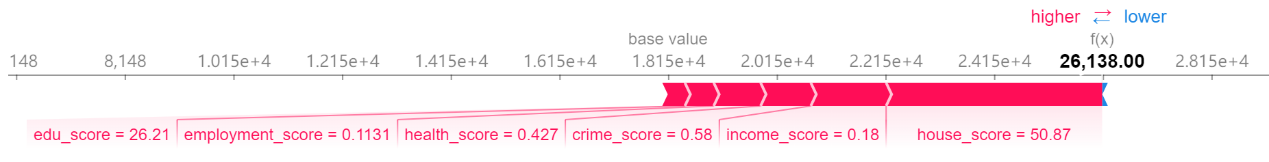 higher ⇄ lower
base value f(x)
148 8,148 1.015e+4 1.215e+4 1.415e+4 1.615e+4 1.815e+4 2.015e+4 2.215e+4 2.415e+4 26,138.00 2.815e+4
edu_score = 26.21 employment_score = 0.1131 health_score = 0.427 crime_score = 0.58 income_score = 0.18 house_score = 50.87